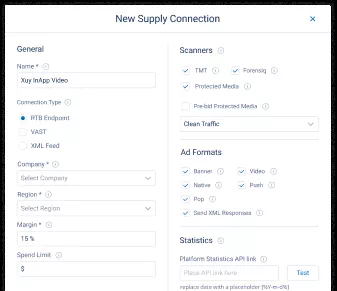 New Supply Connection
General
Name *
Xuy InApp Video
Connection Type
RTB Endpoint
VAST
XML Feed
Company *
Select Company
Region *
Select Region
Margin *
15 %
Spend Limit
$
Scanners
TMT
Forensiq
Protected Media
Pre-bid Protected Media
Clean Traffic
Ad Formats
Banner
Video
Native
Push
Pop
Send XML Responses
Statistics
Platform Statistics API link
Plase API link here
Test
replace date with a placeholder [%Y-m-d%]